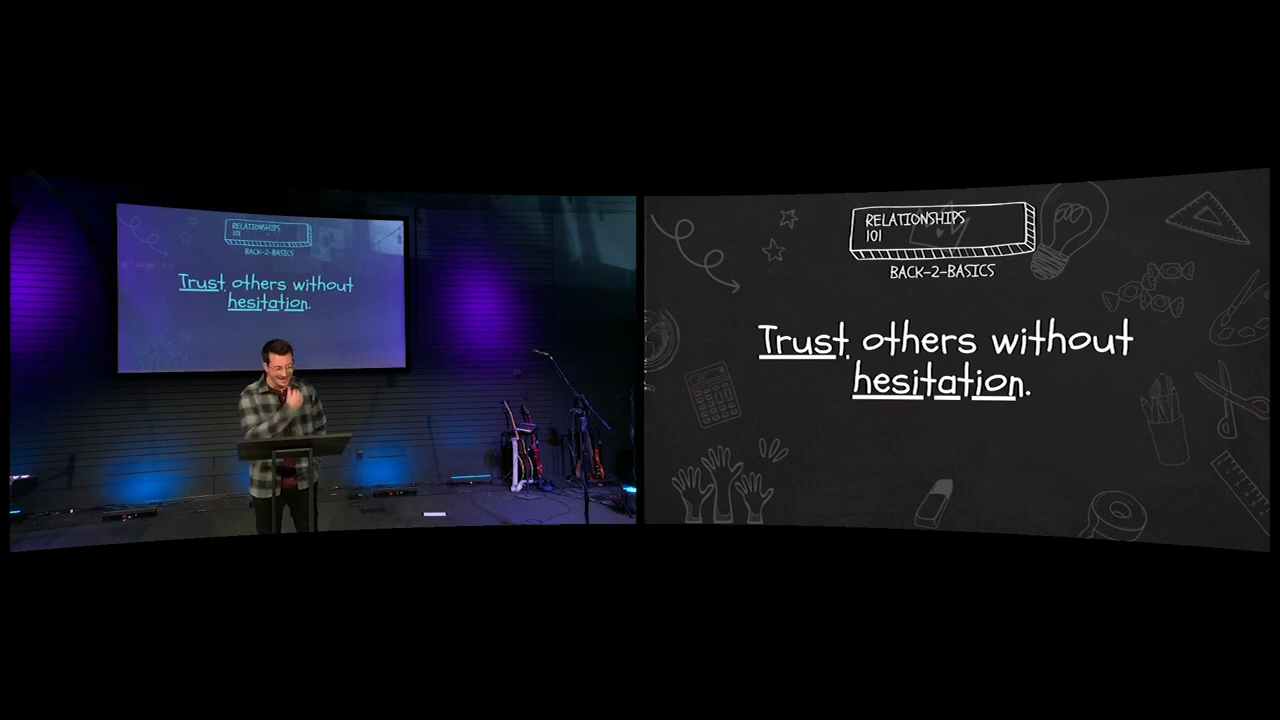 RELATIONSHIPS
101
BACK-2-BASICS
Trust others without
hesitation.
RELATIONSHIPS
101
BACK-2-BASICS
Trust others without
hesitation.